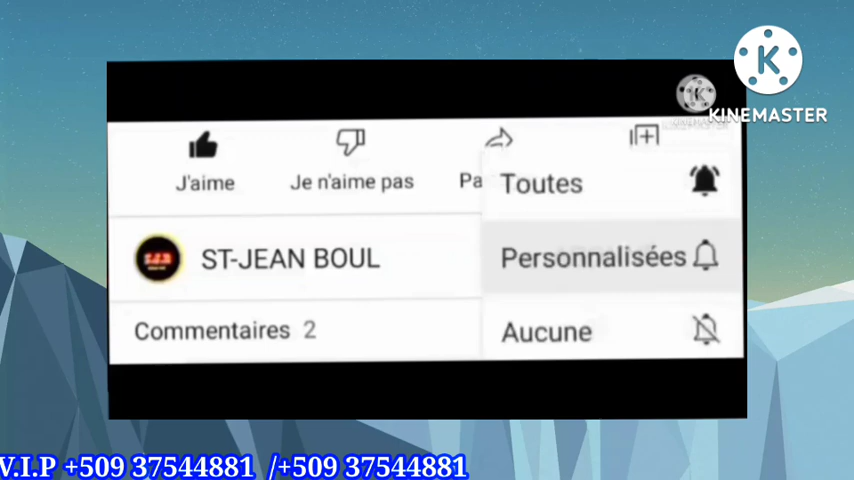 KINEMASTER
J'aime
Je n'aime pas
Pa
Toutes
ST-JEAN BOUL
Personnalisées
Commentaires 2
Aucune
V.I.P +509 37544881 /+509 37544881